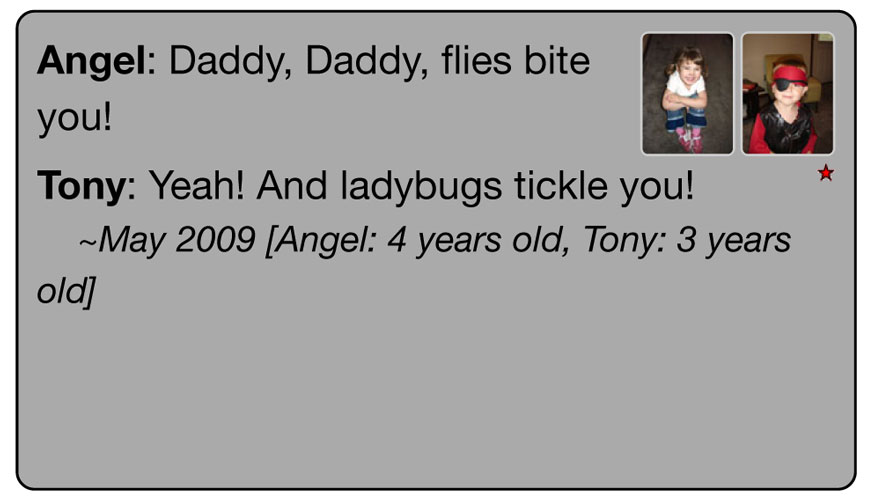 Angel: Daddy, Daddy, flies bite
you!
Tony: Yeah! And ladybugs tickle you!
~May 2009 [Angel: 4 years old, Tony: 3 years
old]